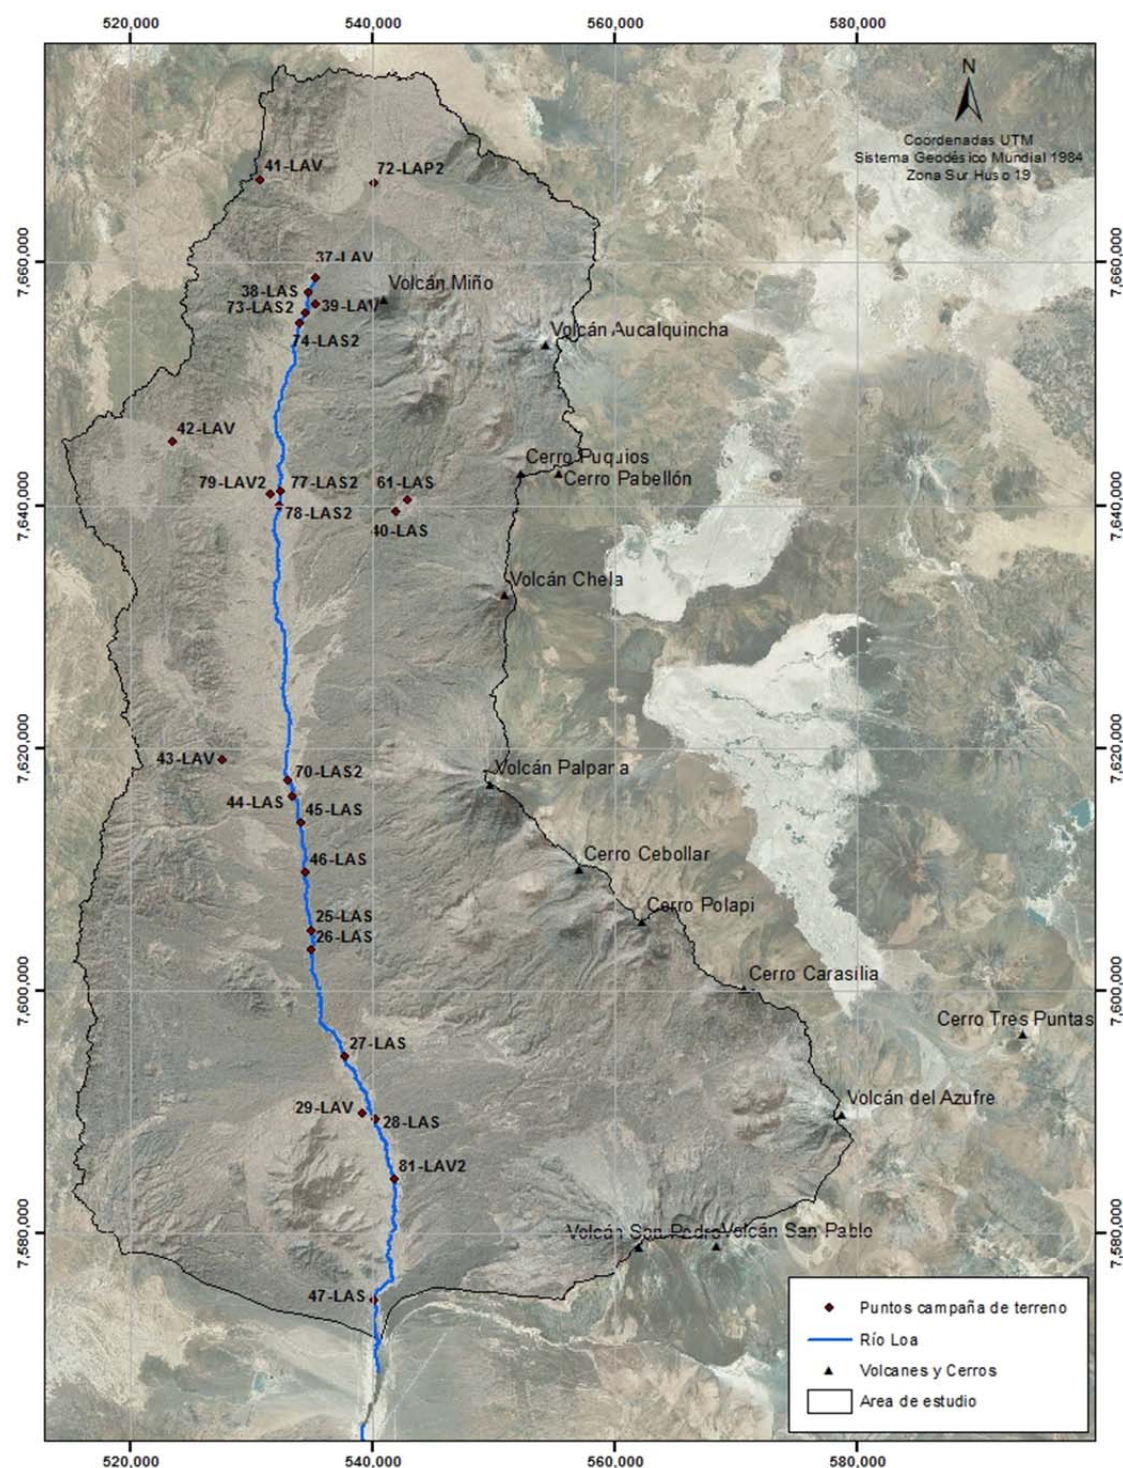 520,000
540,000
560,000
580,000
N
Coordenadas UTM
Sistema Geodésico Mundial 1984
Zona Sur Huso 19
41-LAV
72-LAP2
37-LAV
7,660,000
7,660,000
Volcán Miño
38-LAS
73-LAS2
39-LAV
74-LAS2
Volcán Aucalquincha
42-LAV
Cerro Puquios
Cerro Pabellón
79-LAV2
77-LAS2
61-LAS
78-LAS2
40-LAS
7,640,000
7,640,000
Volcán Chela
7,620,000
7,620,000
43-LAV
70-LAS2
Volcán Palpana
44-LAS
45-LAS
46-LAS
Cerro Cebollar
Cerro Polapi
25-LAS
26-LAS
Cerro Carasilia
7,600,000
7,600,000
Cerro Tres Puntas
27-LAS
29-LAV
28-LAS
Volcán del Azufre
81-LAV2
Volcán San Pedro
Volcán San Pablo
7,580,000
7,580,000
47-LAS
Puntos campaña de terreno
Río Loa
Volcanes y Cerros
Area de estudio
520,000
540,000
560,000
580,000